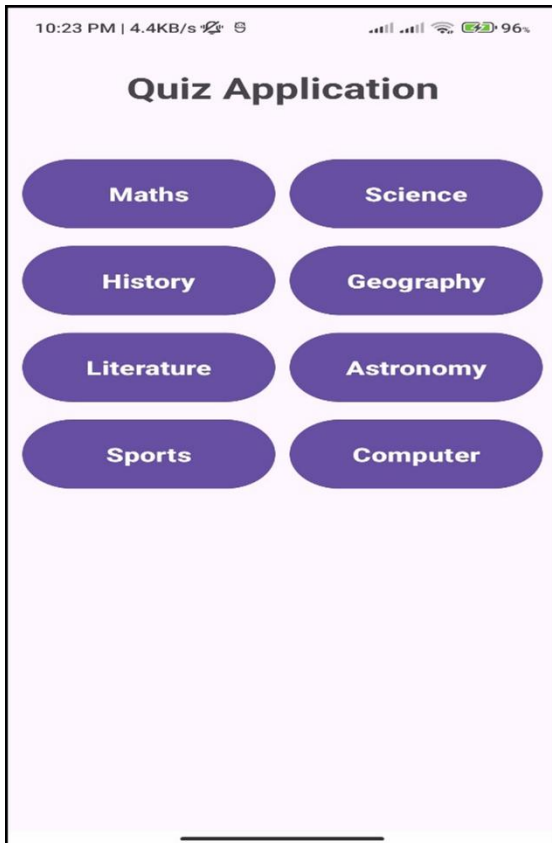 10:23 PM | 4.4KB/s 96%
Quiz Application
Maths Science
History Geography
Literature Astronomy
Sports Computer